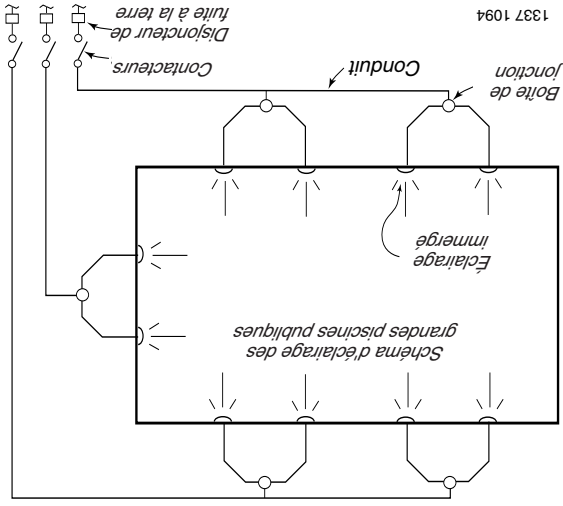 Schéma d'éclairage des
grandes piscines publiques
Éclairage
immergé
Boîte de
jonction
Conduit
Contacteurs
Disjoncteur de
fuite à la terre
1337 1094